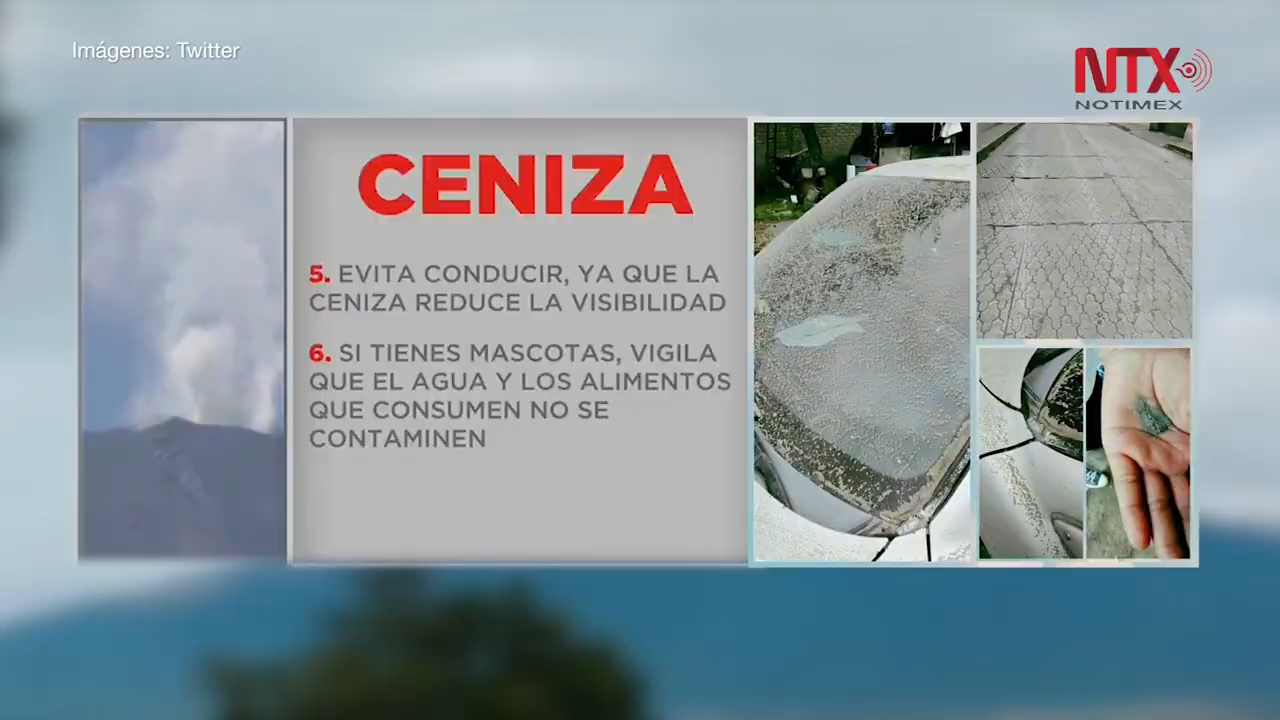 Imágenes: Twitter
NTX
NOTIMEX
CENIZA
5. EVITA CONDUCIR, YA QUE LA
CENIZA REDUCE LA VISIBILIDAD
6. SI TIENES MASCOTAS, VIGILA
QUE EL AGUA Y LOS ALIMENTOS
QUE CONSUMEN NO SE
CONTAMINEN